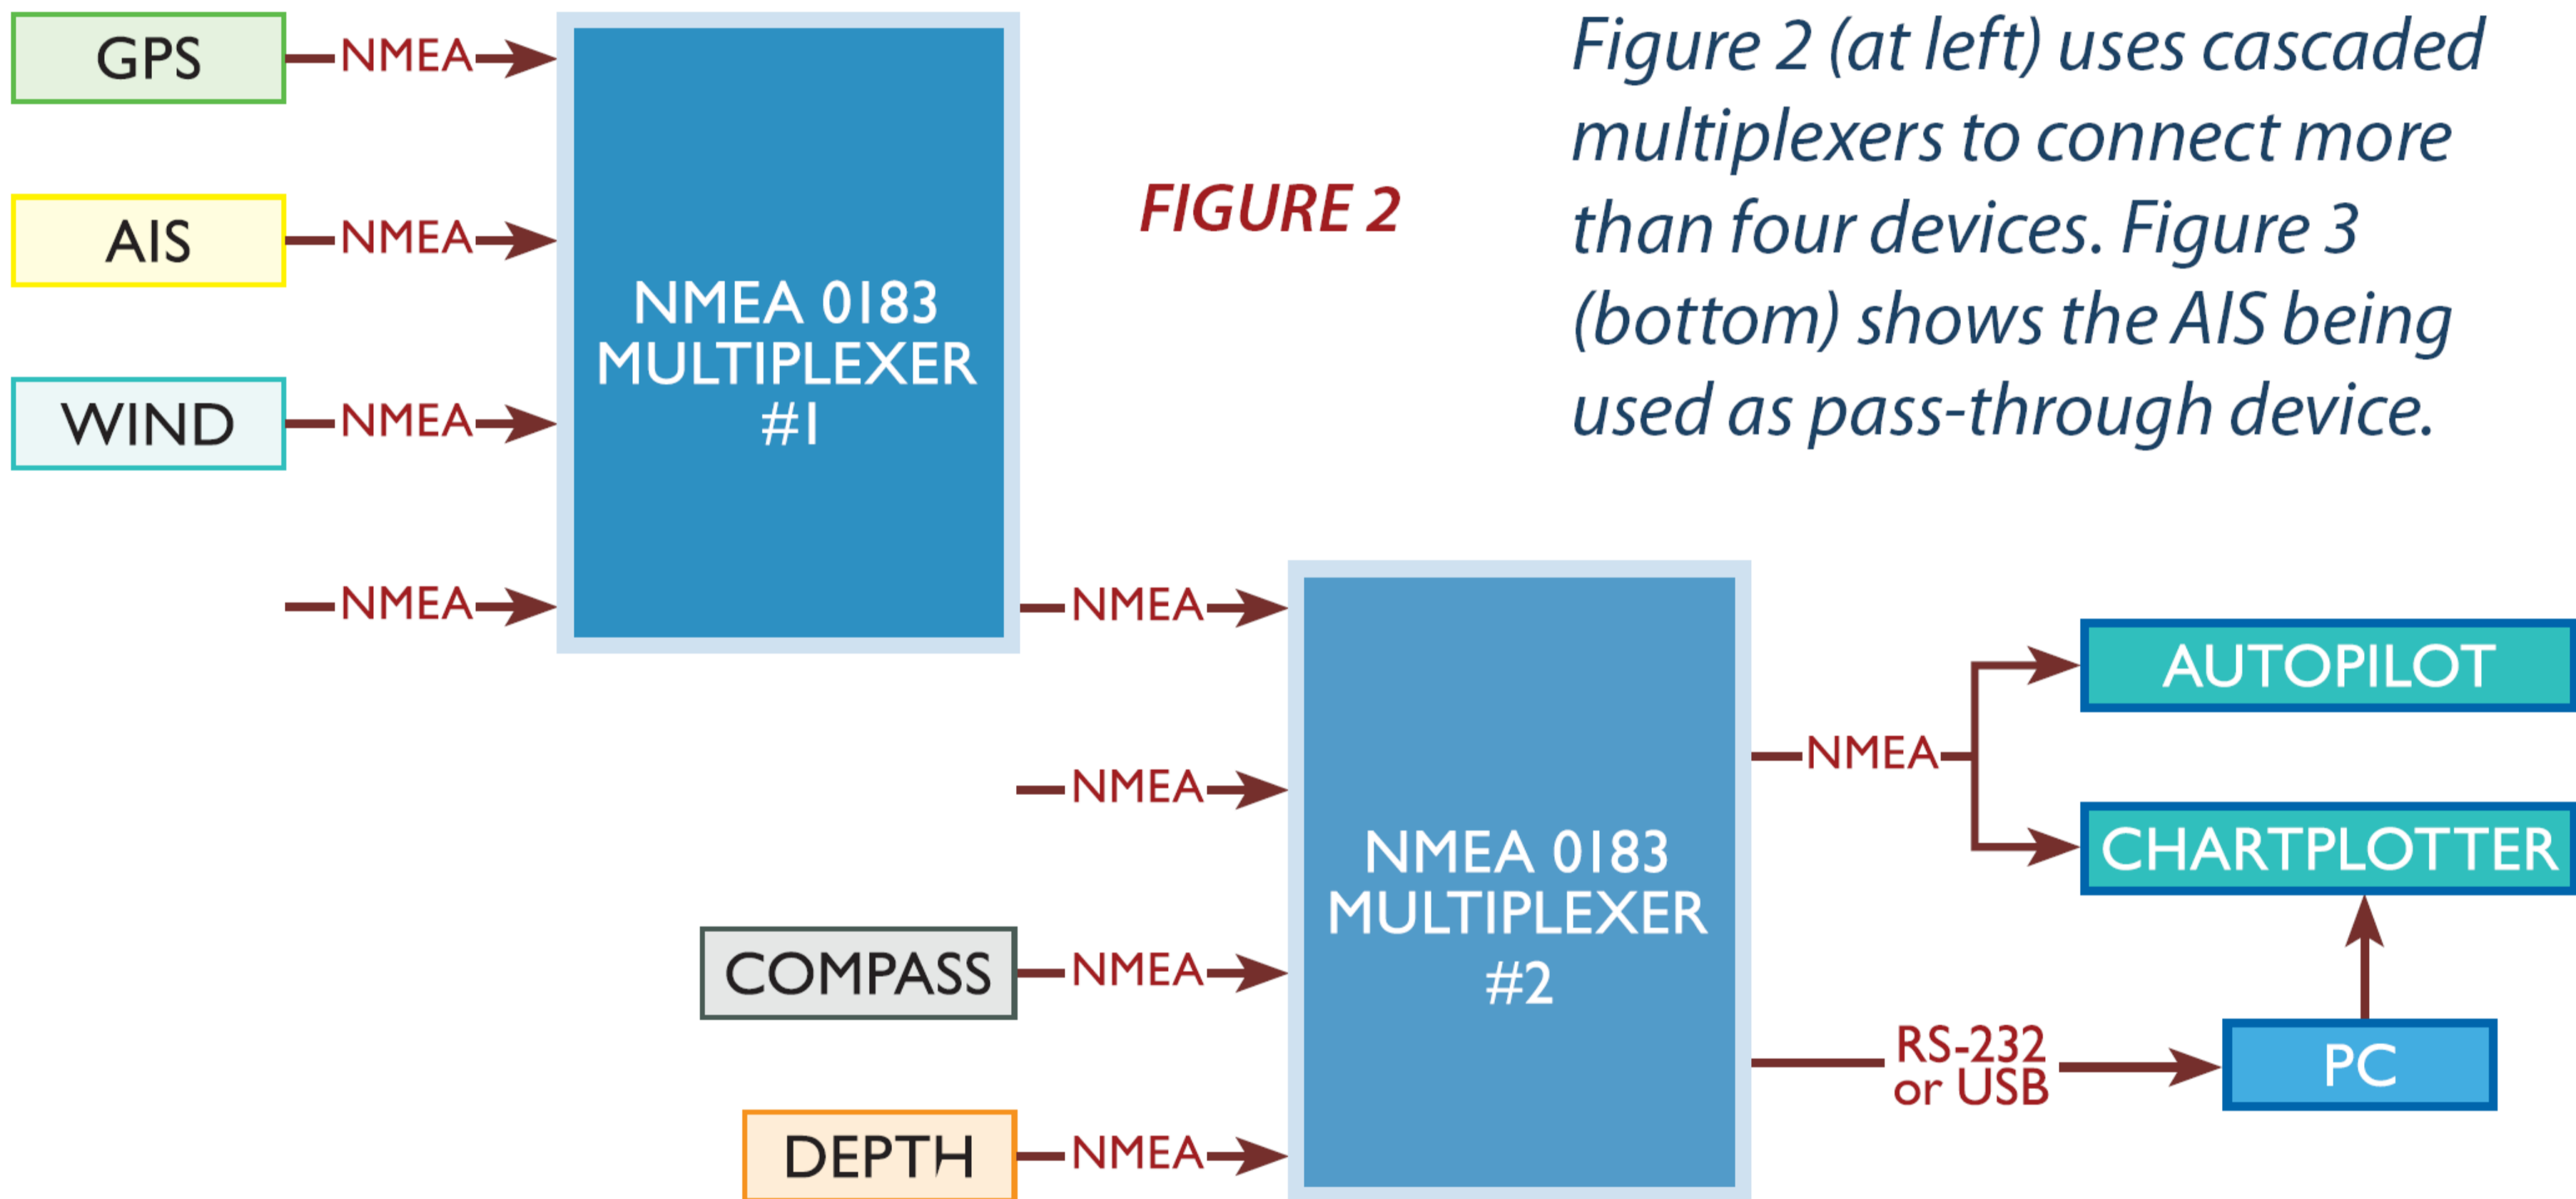 GPS
NMEA
Figure 2 (at left) uses cascaded
multiplexers to connect more
than four devices. Figure 3
(bottom) shows the AIS being
used as pass-through device.
FIGURE 2
AIS
NMEA
NMEA 0183
MULTIPLEXER
#1
WIND
NMEA
NMEA
NMEA
NMEA
COMPASS
NMEA
DEPTH
NMEA
NMEA 0183
MULTIPLEXER
#2
NMEA
AUTOPILOT
CHARTPLOTTER
RS-232
or USB
PC